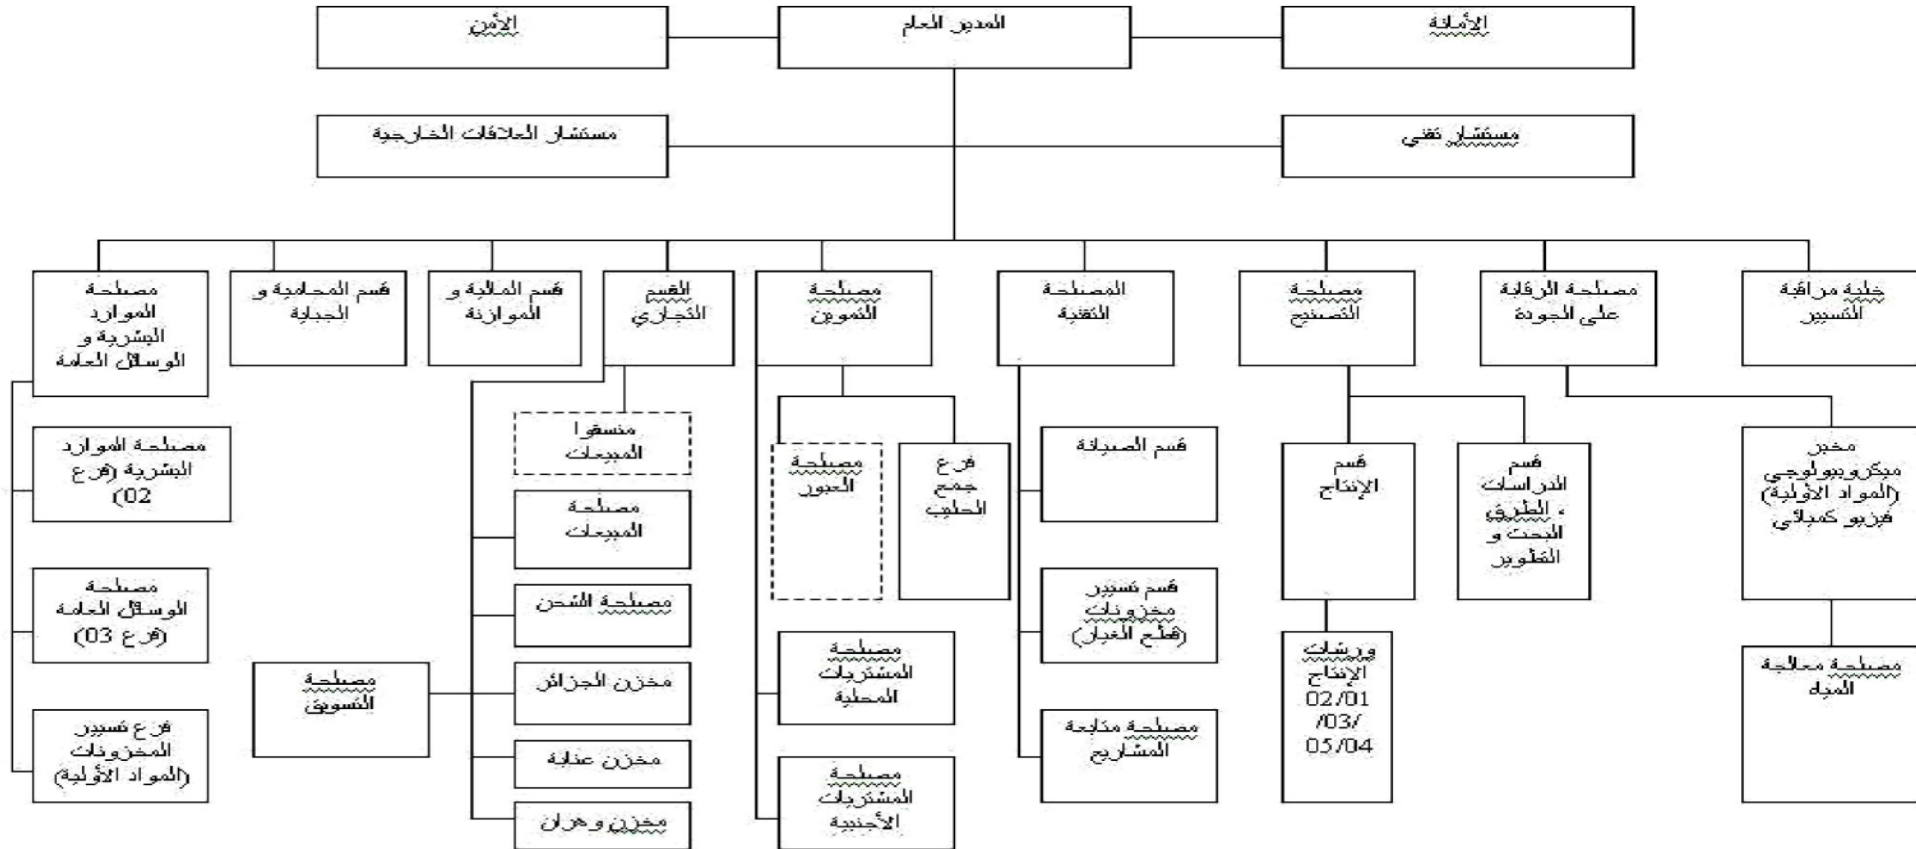 الأمانة
المدير العام
الأمن
مستشار تقني
مستشار العلاقات الخارجية
خلية مراقبة
التسيير
مصلحة الرقابة
على الجودة
مصلحة
التصنيع
المصلحة
التقنية
مصلحة
التموين
القسم
التجاري
قسم المالية و
الموازنة
قسم المحاسبة و
الجباية
مصلحة
الموارد
البشرية و
الوسائل العامة
مخبر
ميكروبيولوجي
(المواد الأولية)
فيزيو كميائي
مصلحة معالجة
المياه
قسم
الدراسات
، الطرق
البحث و
التطوير
قسم
الإنتاج
ورشات
الإنتاج
02/01
/03/
05/04
قسم الصيانة
قسم تسيير
مخزونات
(قطع الغيار)
مصلحة متابعة
المشاريع
فرع
جمع
الحليب
مصلحة
العبور
مصلحة
المشتريات
المحلية
مصلحة
المشتريات
الأجنبية
منسقوا
المبيعات
مصلحة
المبيعات
مصلحة الشحن
مخزن الجزائر
مخزن عنابة
مخزن وهران
مصلحة
التسويق
مصلحة الموارد
البشرية (فرع
02)
مصلحة
الوسائل العامة
(فرع 03)
فرع تسيير
المخزونات
(المواد الأولية)